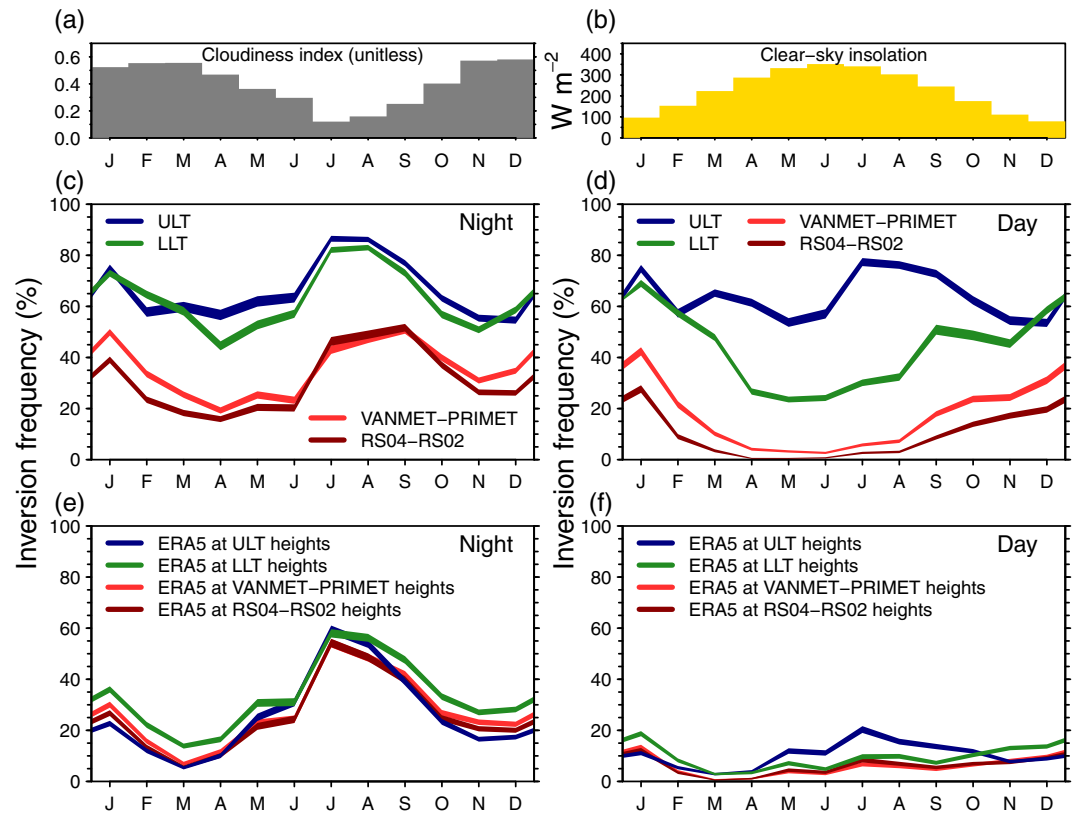 (a)
Cloudiness index (unitless)
0.6
0.4
0.2
0.0
J F M A M J J A S O N D
(b)
Clear−sky insolation
W m−2
400
300
200
100
0
J F M A M J J A S O N D
(c)
Night
ULT
LLT
VANMET−PRIMET
RS04−RS02
Inversion frequency (%)
100
80
60
40
20
0
J F M A M J J A S O N D
(d)
Day
ULT
LLT
VANMET−PRIMET
RS04−RS02
Inversion frequency (%)
100
80
60
40
20
0
J F M A M J J A S O N D
(e)
Night
ERA5 at ULT heights
ERA5 at LLT heights
ERA5 at VANMET−PRIMET heights
ERA5 at RS04−RS02 heights
100
80
60
40
20
0
J F M A M J J A S O N D
(f)
Day
ERA5 at ULT heights
ERA5 at LLT heights
ERA5 at VANMET−PRIMET heights
ERA5 at RS04−RS02 heights
100
80
60
40
20
0
J F M A M J J A S O N D